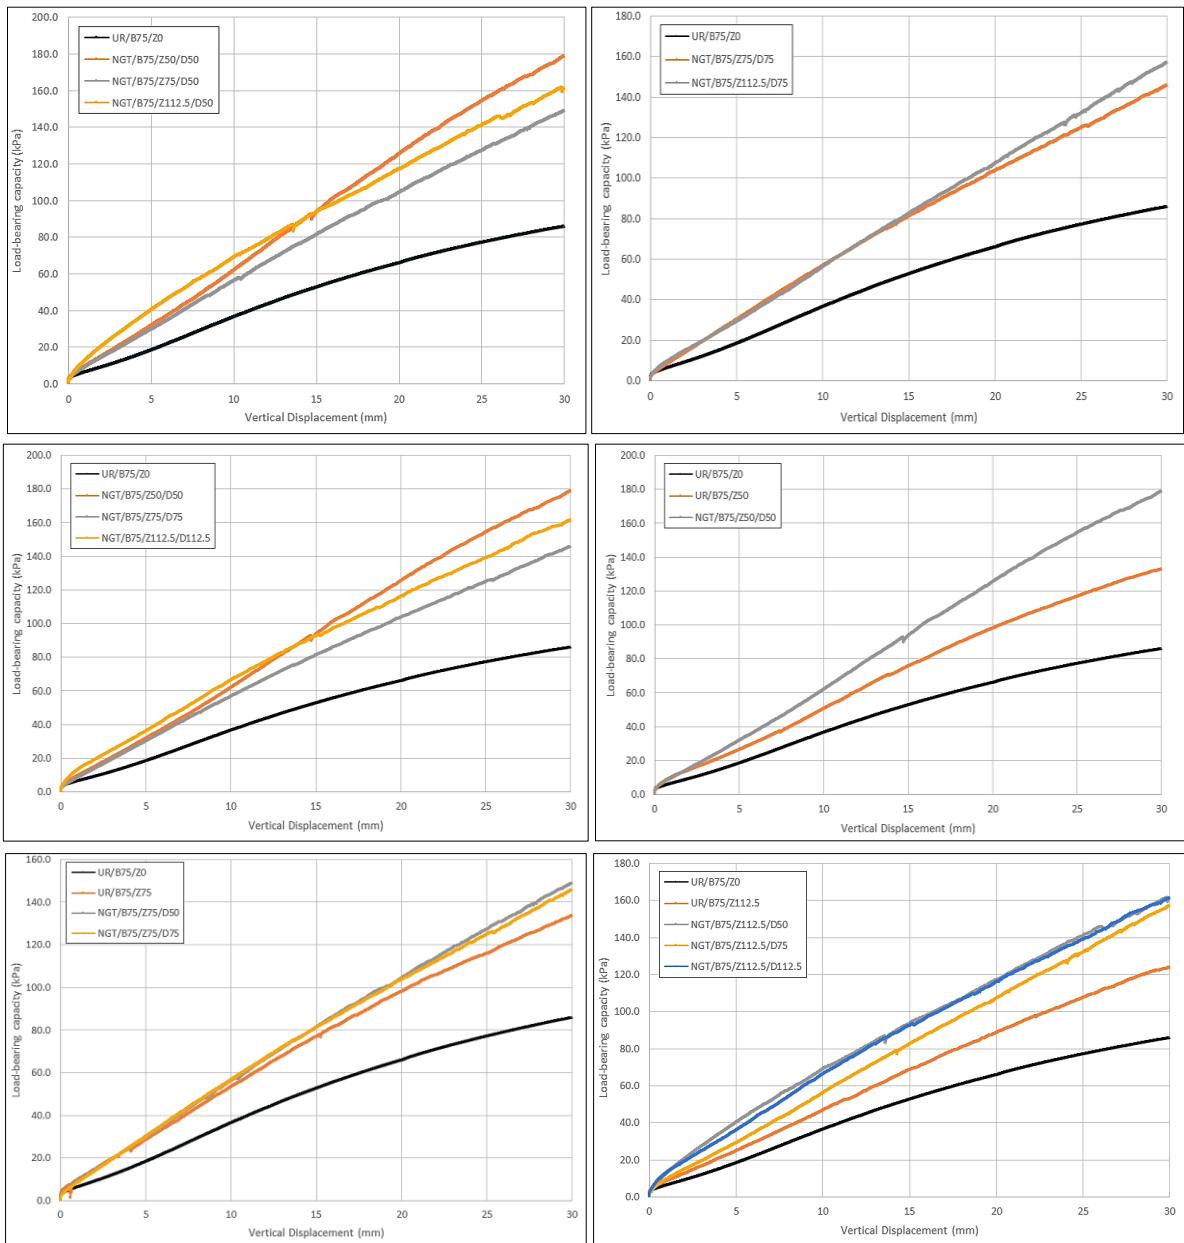 UR/B75/Z0
NGT/B75/Z50/D50
NGT/B75/Z75/D50
NGT/B75/Z112.5/D50
Load-bearing capacity (kPa)
200.0
180.0
160.0
140.0
120.0
100.0
80.0
60.0
40.0
20.0
0.0
0 5 10 15 20 25 30
Vertical Displacement (mm)
UR/B75/Z0
NGT/B75/Z75/D75
NGT/B75/Z112.5/D75
Load-bearing capacity (kPa)
180.0
160.0
140.0
120.0
100.0
80.0
60.0
40.0
20.0
0.0
0 5 10 15 20 25 30
Vertical Displacement (mm)
UR/B75/Z0
NGT/B75/Z50/D50
NGT/B75/Z75/D75
NGT/B75/Z112.5/D112.5
Load-bearing capacity (kPa)
200.0
180.0
160.0
140.0
120.0
100.0
80.0
60.0
40.0
20.0
0.0
0 5 10 15 20 25 30
Vertical Displacement (mm)
UR/B75/Z0
UR/B75/Z50
NGT/B75/Z50/D50
Load-bearing capacity (kPa)
200.0
180.0
160.0
140.0
120.0
100.0
80.0
60.0
40.0
20.0
0.0
0 5 10 15 20 25 30
Vertical Displacement (mm)
UR/B75/Z0
UR/B75/Z75
NGT/B75/Z75/D50
NGT/B75/Z75/D75
Load-bearing capacity (kPa)
160.0
140.0
120.0
100.0
80.0
60.0
40.0
20.0
0.0
0 5 10 15 20 25 30
Vertical Displacement (mm)
UR/B75/Z0
UR/B75/Z112.5
NGT/B75/Z112.5/D50
NGT/B75/Z112.5/D75
NGT/B75/Z112.5/D112.5
Load-bearing capacity (kPa)
180.0
160.0
140.0
120.0
100.0
80.0
60.0
40.0
20.0
0.0
0 5 10 15 20 25 30
Vertical Displacement (mm)